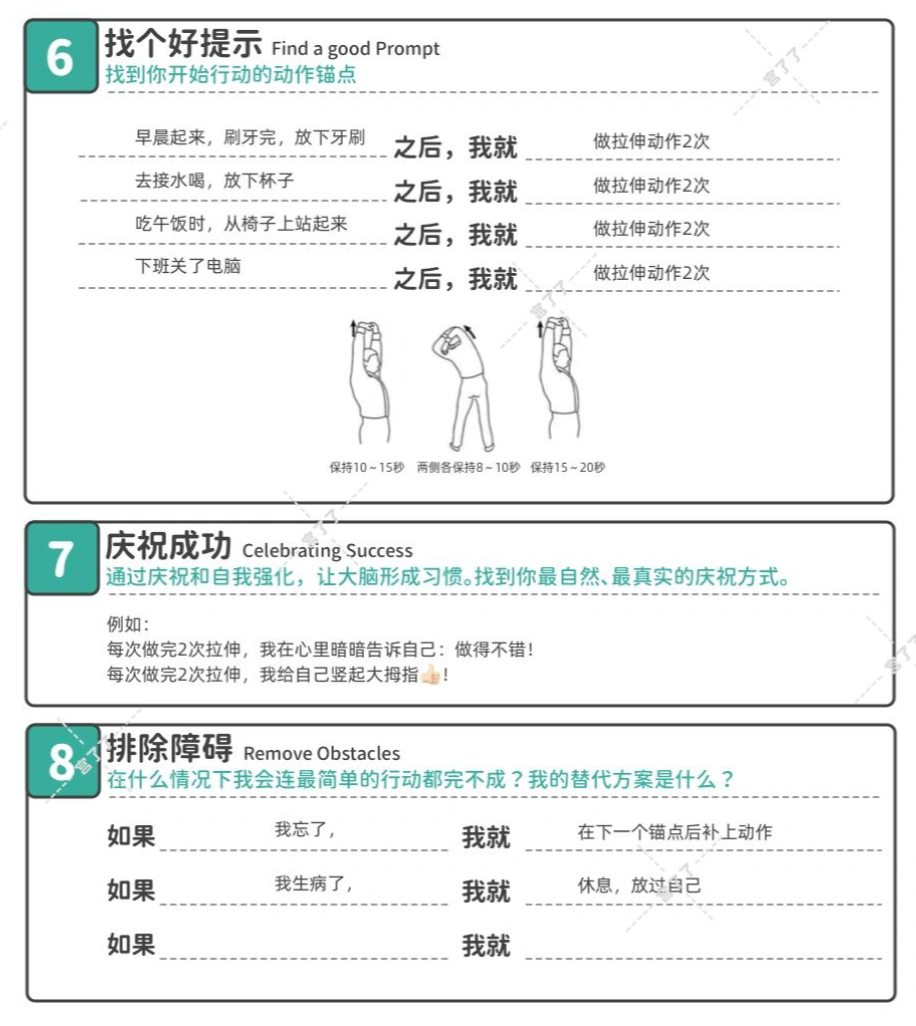 6
找个好提示 Find a good Prompt
找到你开始行动的动作锚点
早晨起来，刷牙完，放下牙刷 之后，我就 做拉伸动作2次
去接水喝，放下杯子 之后，我就 做拉伸动作2次
吃午饭时，从椅子上站起来 之后，我就 做拉伸动作2次
下班关了电脑 之后，我就 做拉伸动作2次
保持10~15秒 两侧各保持8~10秒 保持15~20秒
7
庆祝成功 Celebrating Success
通过庆祝和自我强化，让大脑形成习惯。找到你最自然、最真实的庆祝方式。
例如：
每次做完2次拉伸，我在心里暗暗告诉自己：做得不错！
每次做完2次拉伸，我给自己竖起大拇指👍🏻！
8
排除障碍 Remove Obstacles
在什么情况下我会连最简单的行动都完不成？我的替代方案是什么？
如果 我忘了， 我就 在下一个锚点后补上动作
如果 我生病了， 我就 休息，放过自己
如果 我就